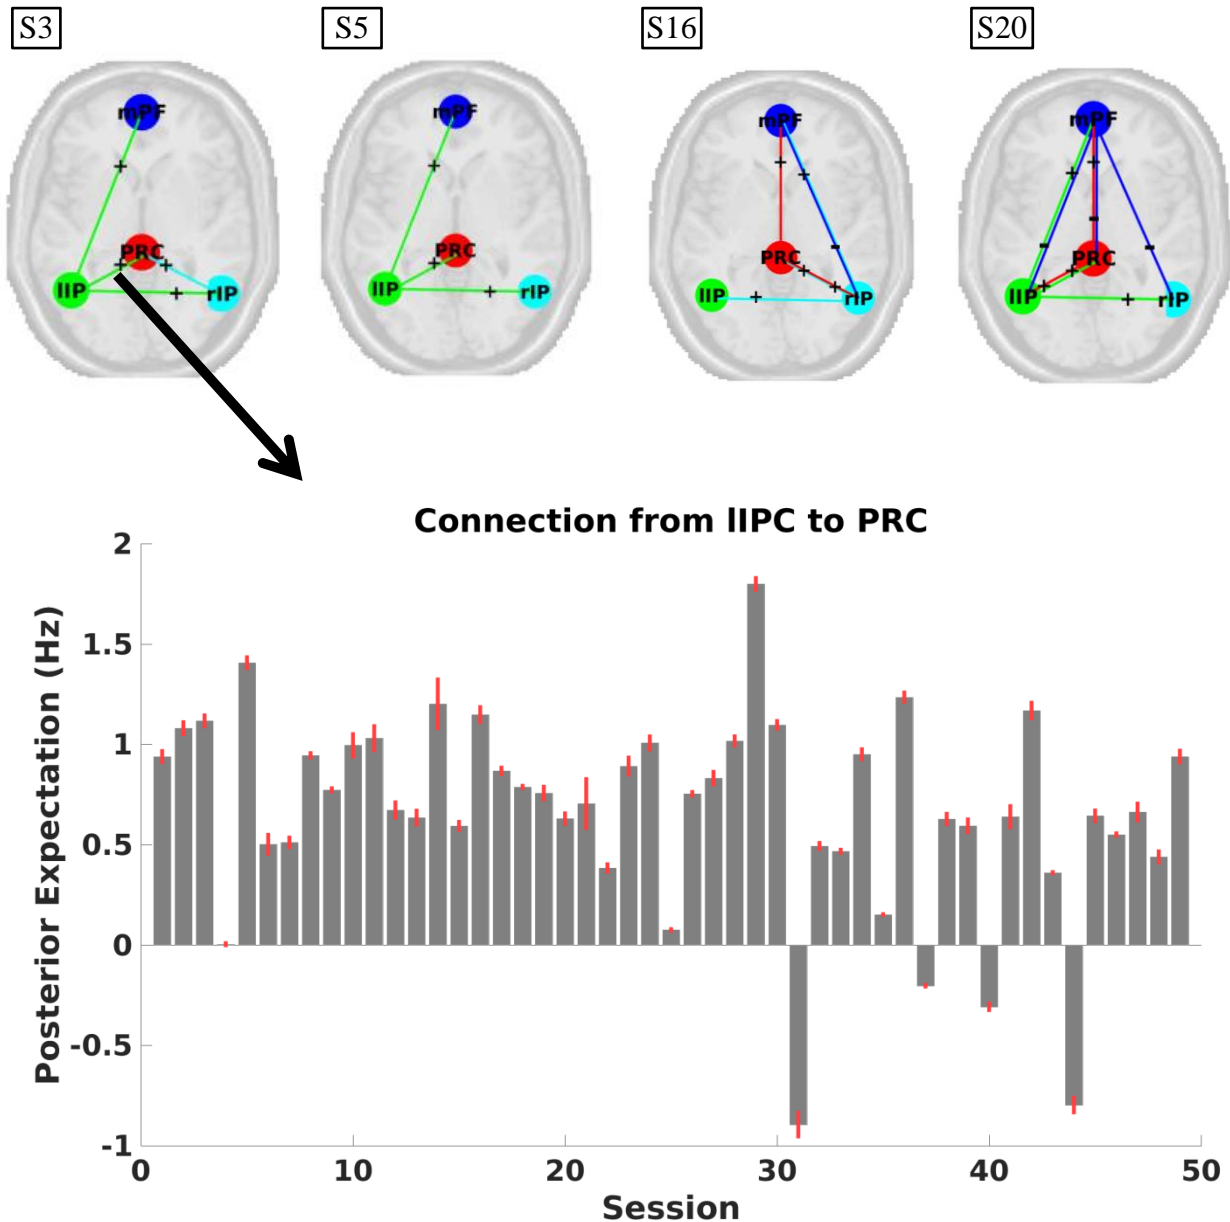 S3 S5 S16 S20
mPF mPF mPF mPF
PRC PRC PRC PRC
lIP rIP lIP rIP lIP rIP lIP rIP
Connection from lIPC to PRC
Posterior Expectation (Hz)
2
1.5
1
0.5
0
-0.5
-1
0 10 20 30 40 50
Session